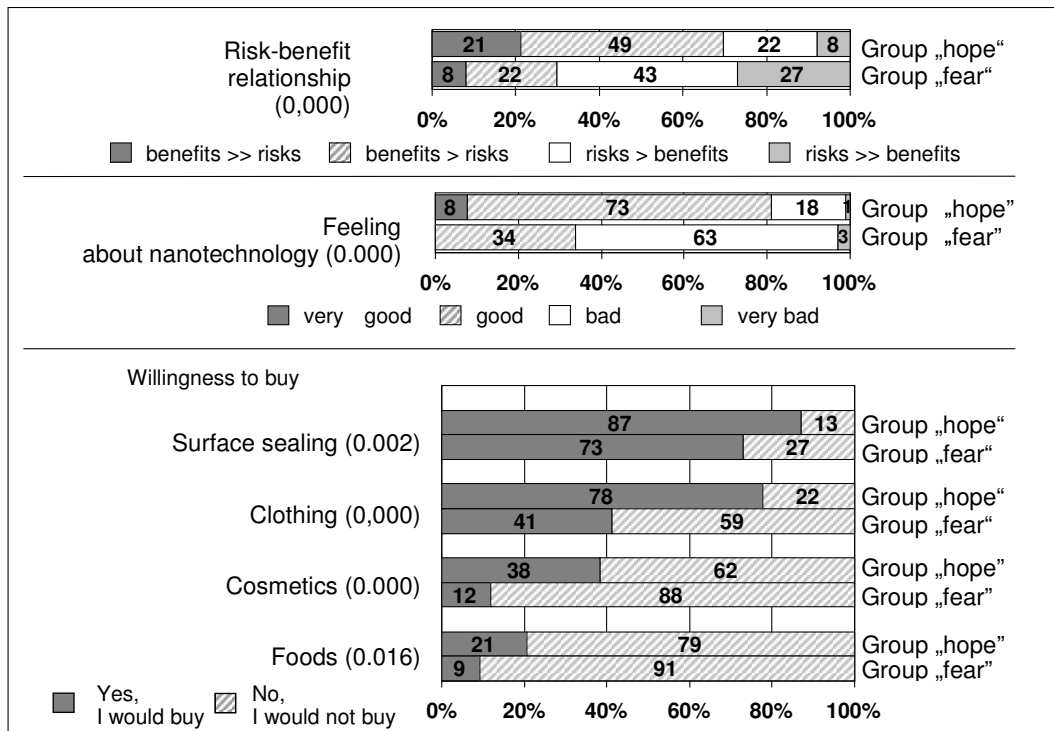 Risk-benefit
relationship
(0,000)
21 49 22 8 Group „hope“
8 22 43 27 Group „fear“
0% 20% 40% 60% 80% 100%
benefits >> risks benefits > risks risks > benefits risks >> benefits
Feeling
about nanotechnology (0.000)
8 73 18 1 Group „hope”
34 63 3 Group „fear”
0% 20% 40% 60% 80% 100%
very good good bad very bad
Willingness to buy
Surface sealing (0.002)
87 13 Group „hope“
73 27 Group „fear“
Clothing (0,000)
78 22 Group „hope“
41 59 Group „fear“
Cosmetics (0.000)
38 62 Group „hope”
12 88 Group „fear”
Foods (0.016)
21 79 Group „hope”
9 91 Group „fear”
Yes,
I would buy
No,
I would not buy
0% 20% 40% 60% 80% 100%